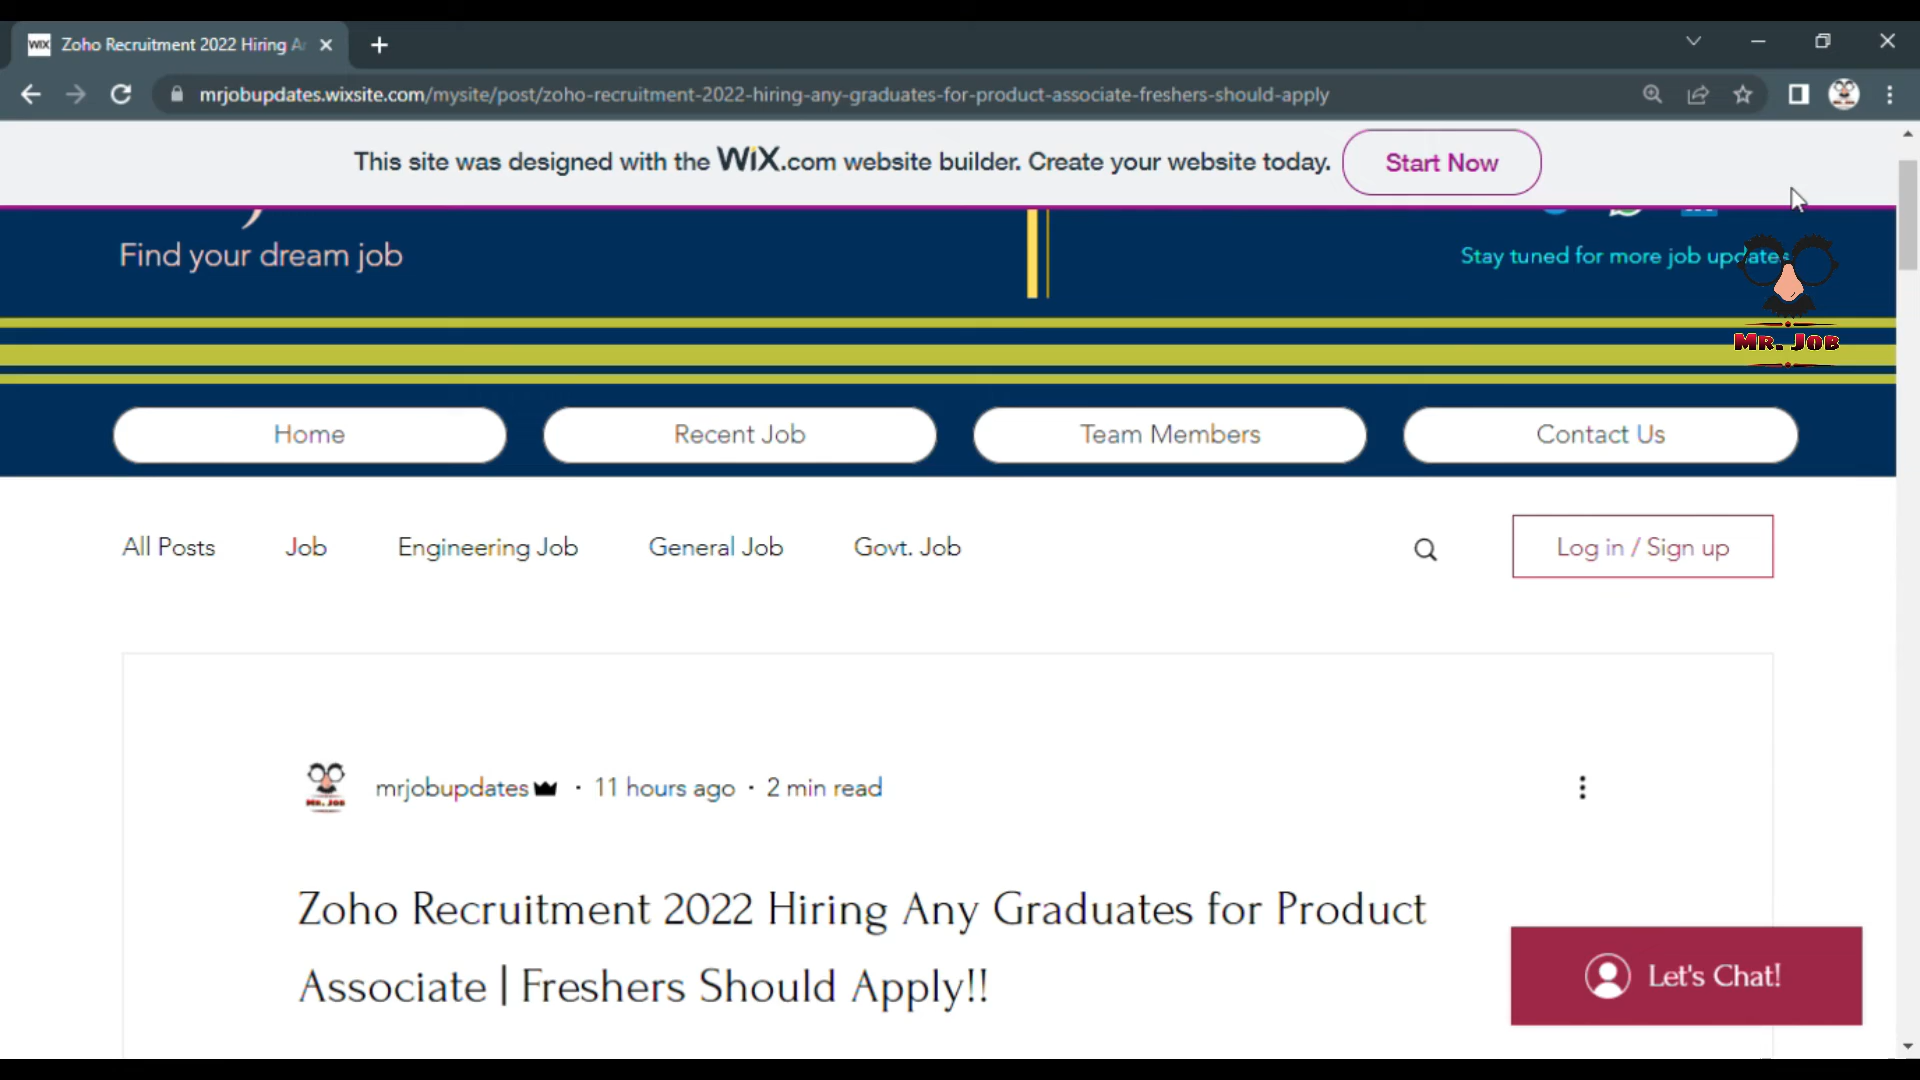 WIX Zoho Recruitment 2022 Hiring A
mrjobupdates.wixsite.com/mysite/post/zoho-recruitment-2022-hiring-any-graduates-for-product-associate-freshers-should-apply
This site was designed with the WiX.com website builder. Create your website today. Start Now
Find your dream job
Stay tuned for more job updates
MR. JOB
Home Recent Job Team Members Contact Us
All Posts Job Engineering Job General Job Govt. Job Log in / Sign up
MR. JOB
mrjobupdates · 11 hours ago · 2 min read
Zoho Recruitment 2022 Hiring Any Graduates for Product
Associate | Freshers Should Apply!!
Let's Chat!